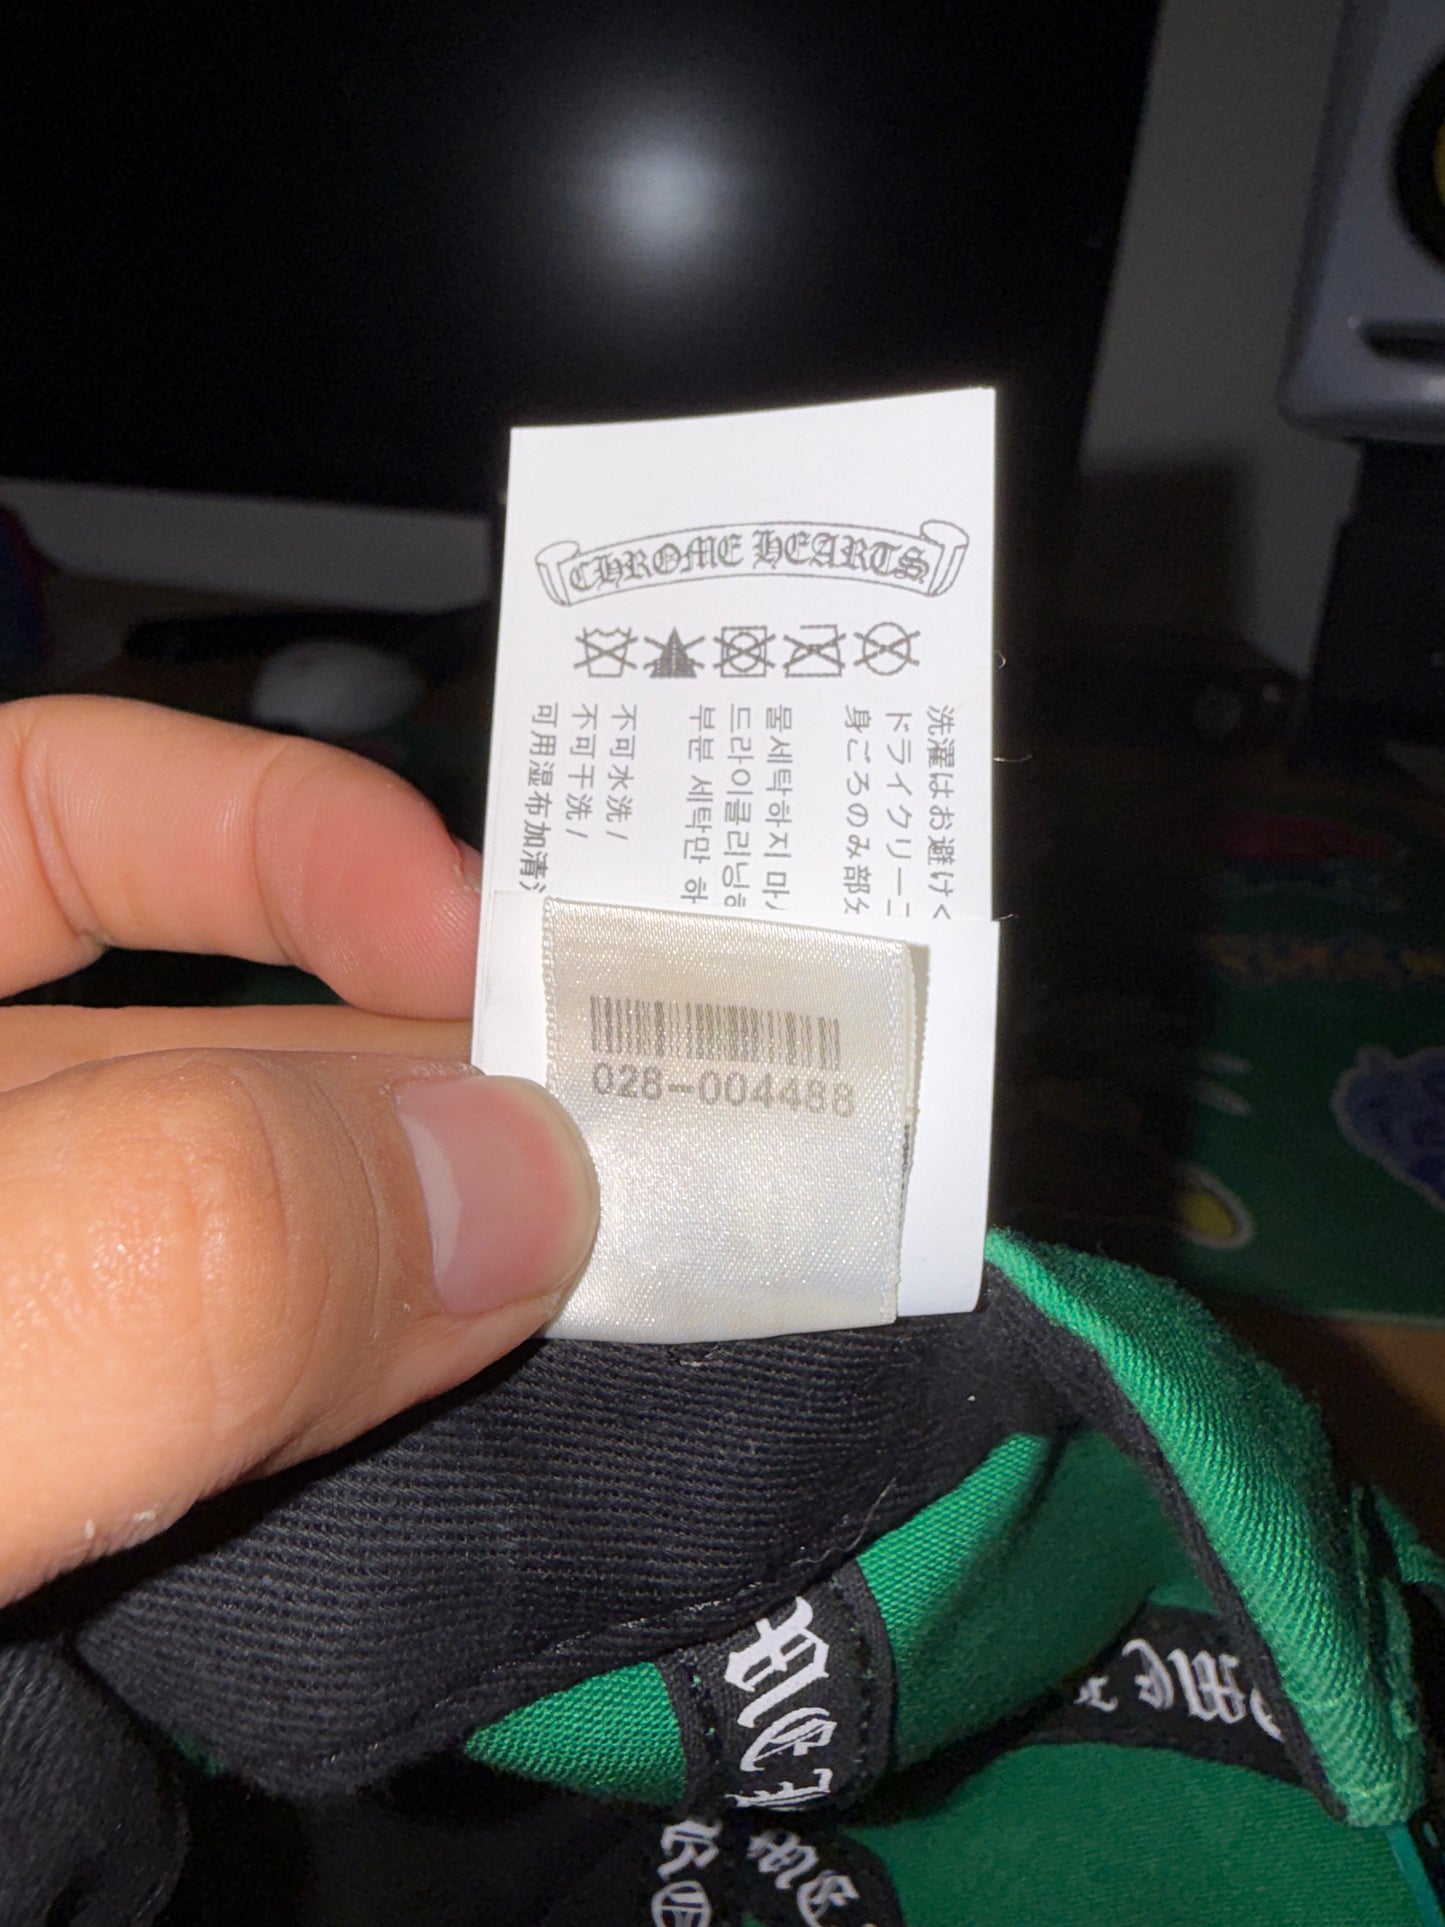 CHROME HEARTS
洗濯はお避けく
ドライクリーニ
身ごろのみ部分
물세탁하지 마
드라이클리닝
부분 세탁만 하
不可水洗/
不可干洗/
可用湿布加清
028-004488
CHROME